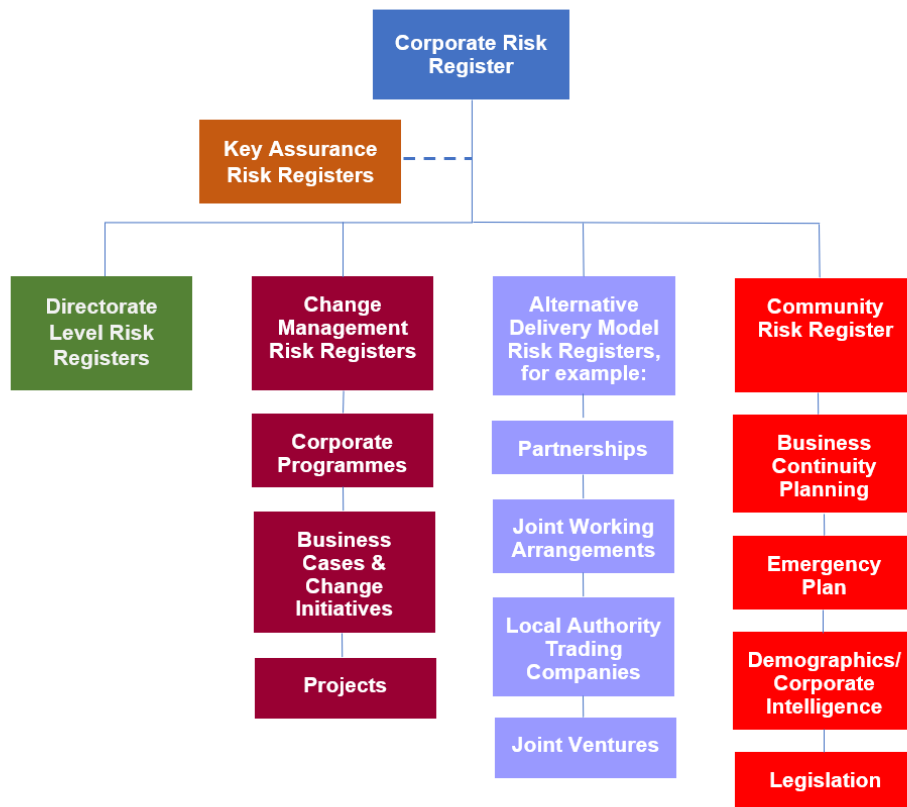 Corporate Risk
Register
Key Assurance
Risk Registers
Directorate
Level Risk
Registers
Change
Management
Risk Registers
Corporate
Programmes
Business
Cases &
Change
Initiatives
Projects
Alternative
Delivery Model
Risk Registers,
for example:
Partnerships
Joint Working
Arrangements
Local Authority
Trading
Companies
Joint Ventures
Community
Risk Register
Business
Continuity
Planning
Emergency
Plan
Demographics/
Corporate
Intelligence
Legislation